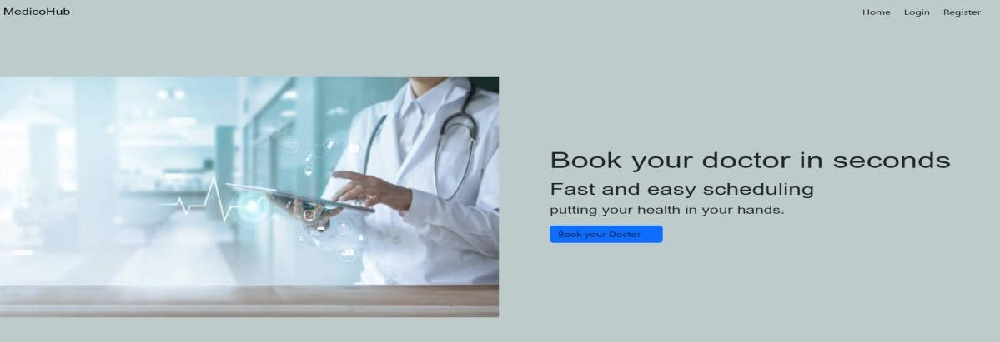 MedicoHub
Home Login Register
Book your doctor in seconds
Fast and easy scheduling
putting your health in your hands.
Book your Doctor